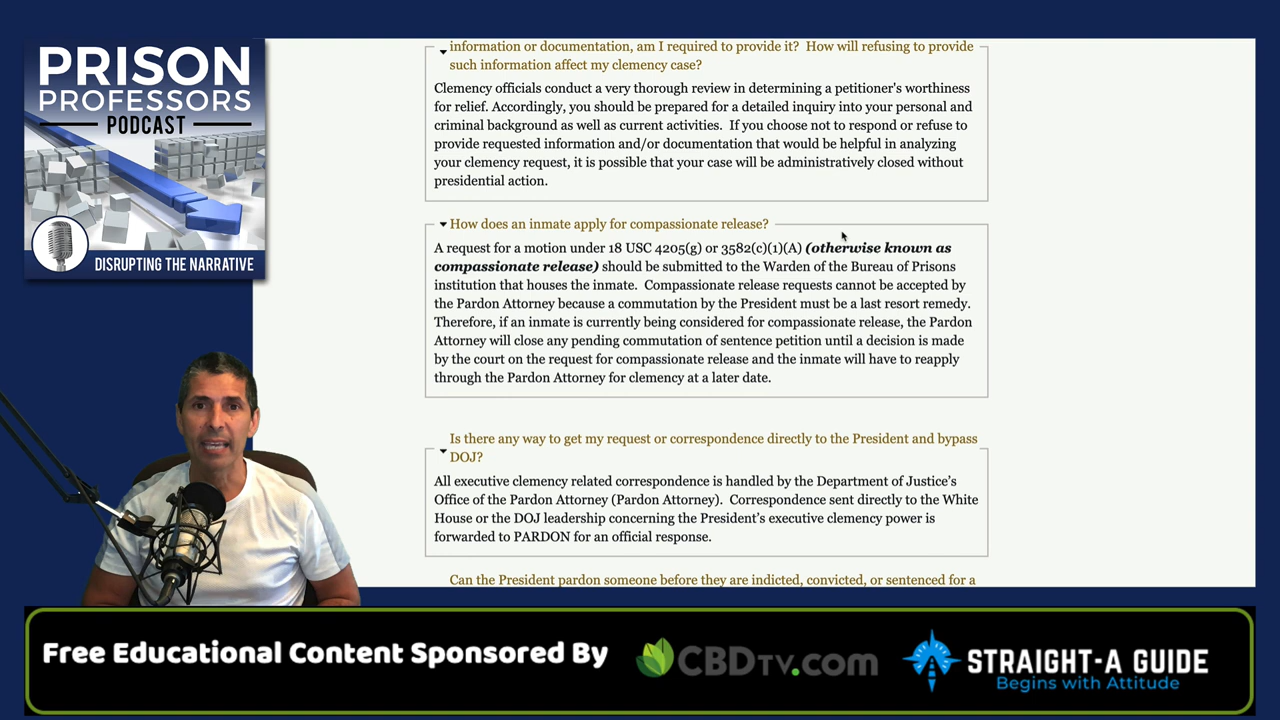 PRISON
PROFESSORS
PODCAST
DISRUPTING THE NARRATIVE
information or documentation, am I required to provide it? How will refusing to provide
such information affect my clemency case?
Clemency officials conduct a very thorough review in determining a petitioner's worthiness
for relief. Accordingly, you should be prepared for a detailed inquiry into your personal and
criminal background as well as current activities. If you choose not to respond or refuse to
provide requested information and/or documentation that would be helpful in analyzing
your clemency request, it is possible that your case will be administratively closed without
presidential action.
How does an inmate apply for compassionate release?
A request for a motion under 18 USC 4205(g) or 3582(c)(1)(A) (otherwise known as
compassionate release) should be submitted to the Warden of the Bureau of Prisons
institution that houses the inmate. Compassionate release requests cannot be accepted by
the Pardon Attorney because a commutation by the President must be a last resort remedy.
Therefore, if an inmate is currently being considered for compassionate release, the Pardon
Attorney will close any pending commutation of sentence petition until a decision is made
by the court on the request for compassionate release and the inmate will have to reapply
through the Pardon Attorney for clemency at a later date.
Is there any way to get my request or correspondence directly to the President and bypass
DOJ?
All executive clemency related correspondence is handled by the Department of Justice's
Office of the Pardon Attorney (Pardon Attorney). Correspondence sent directly to the White
House or the DOJ leadership concerning the President's executive clemency power is
forwarded to PARDON for an official response.
Can the President pardon someone before they are indicted, convicted, or sentenced for a
Free Educational Content Sponsored By
CBDTV.COM
STRAIGHT-A GUIDE
Begins with Attitude